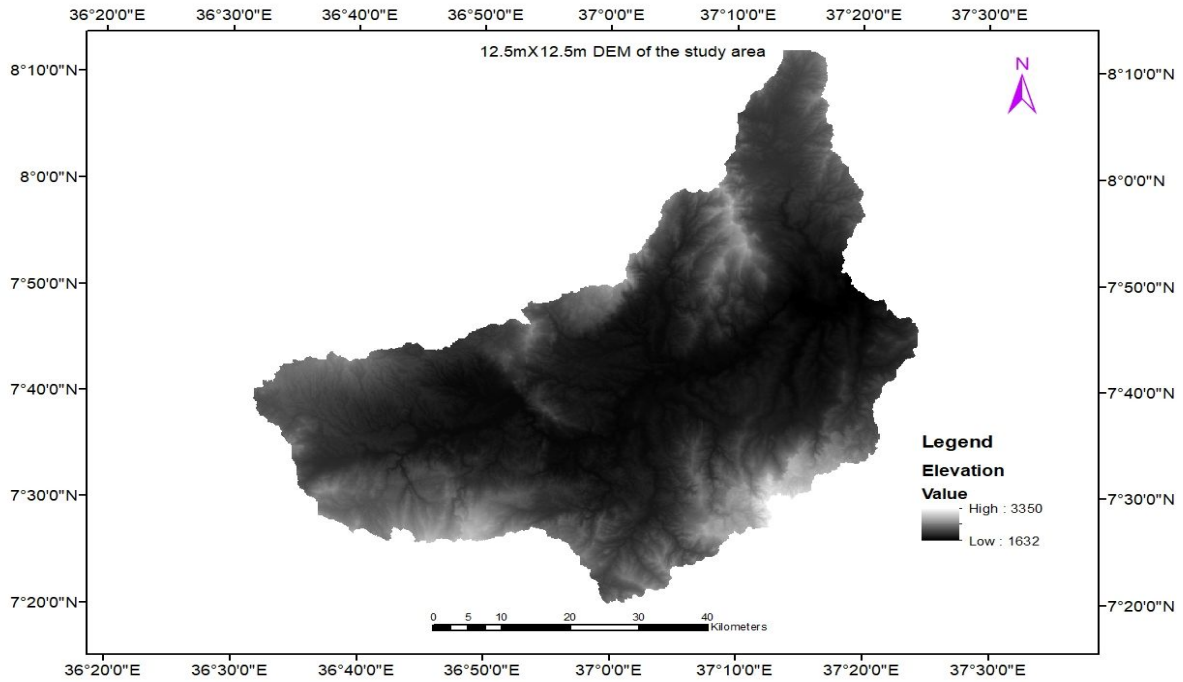 36°20'0"E 36°30'0"E 36°40'0"E 36°50'0"E 37°0'0"E 37°10'0"E 37°20'0"E 37°30'0"E
12.5mX12.5m DEM of the study area
N
8°10'0"N 8°10'0"N
8°0'0"N 8°0'0"N
7°50'0"N 7°50'0"N
7°40'0"N 7°40'0"N
Legend
Elevation
Value
7°30'0"N 7°30'0"N
High : 3350
Low : 1632
7°20'0"N 7°20'0"N
0 5 10 20 30 40
Kilometers
36°20'0"E 36°30'0"E 36°40'0"E 36°50'0"E 37°0'0"E 37°10'0"E 37°20'0"E 37°30'0"E